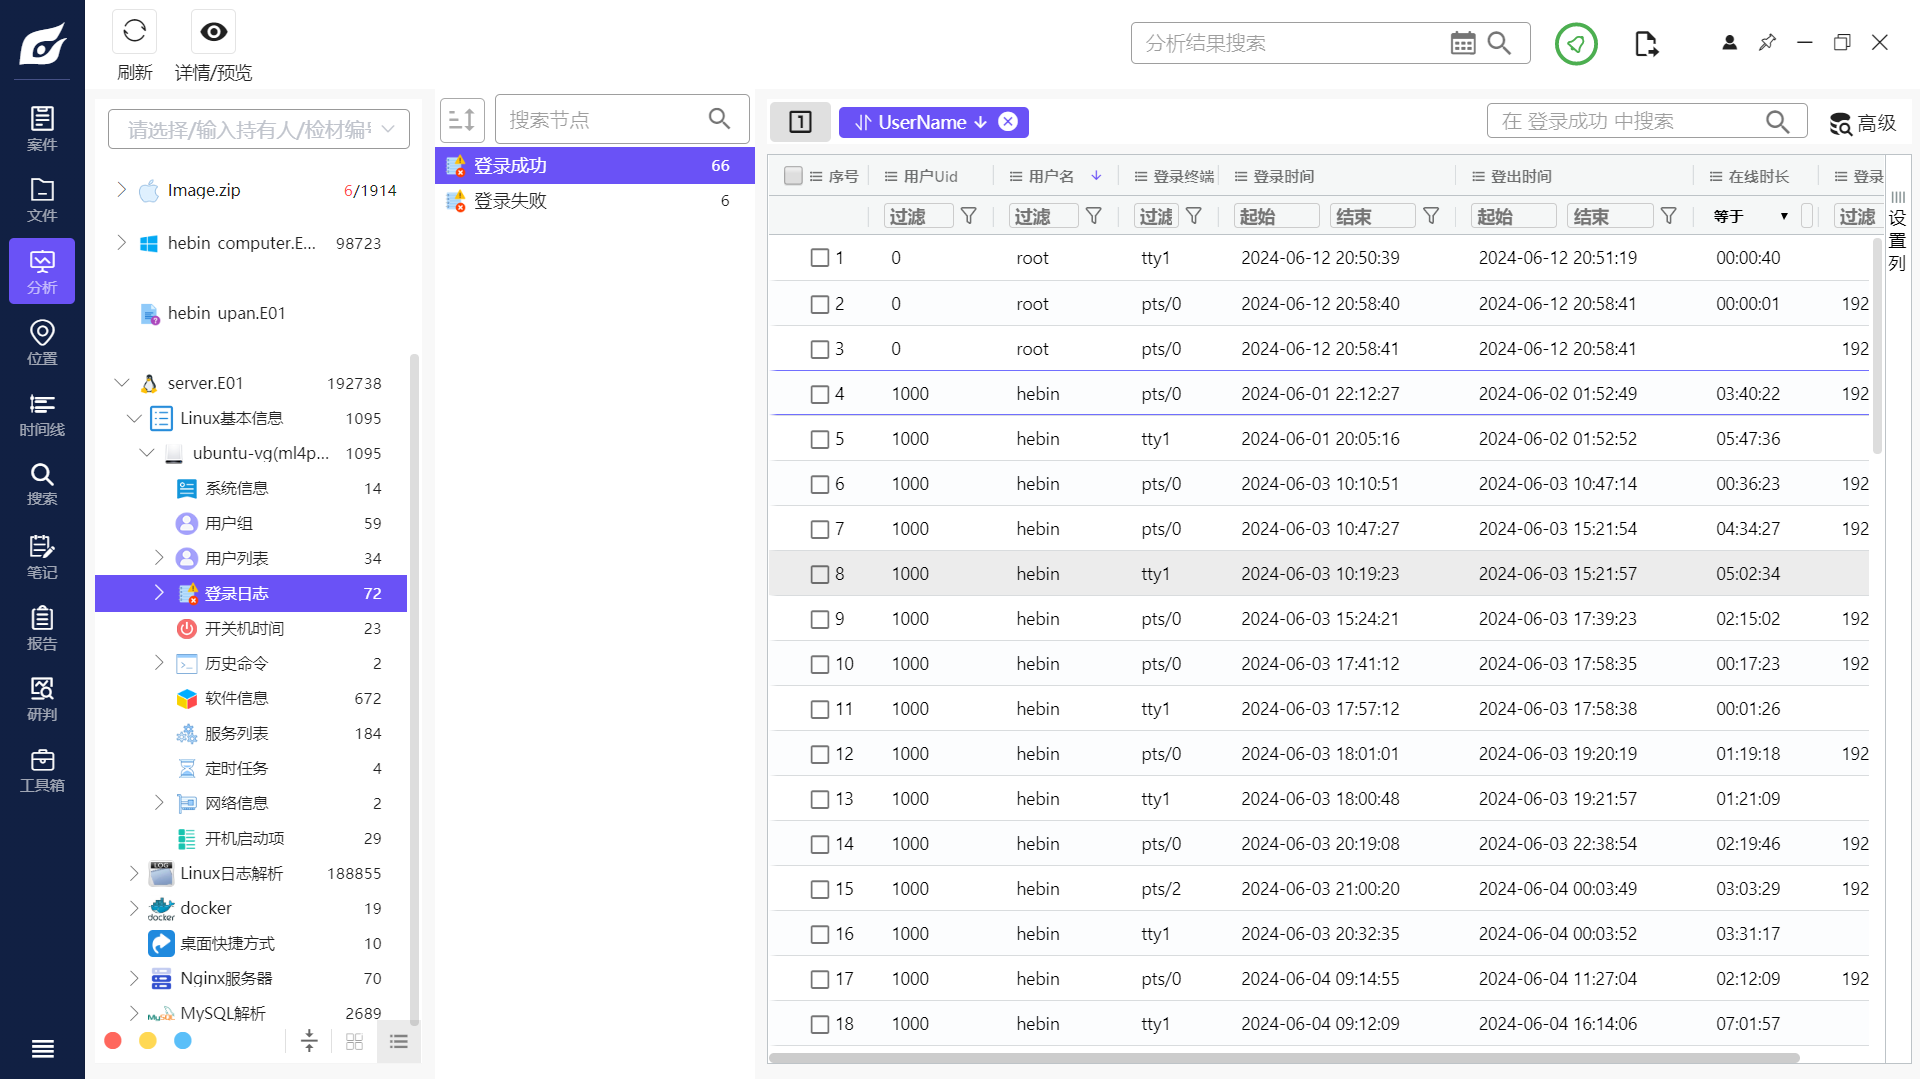 刷新
详情/预览
分析结果搜索
案件
文件
分析
位置
时间线
搜索
笔记
报告
研判
工具箱
请选择/输入持有人/检材编号
Image.zip 6/1914
hebin computer.E... 98723
hebin upan.E01
server.E01 192738
Linux基本信息 1095
ubuntu-vg(ml4p... 1095
系统信息 14
用户组 59
用户列表 34
登录日志 72
开关机时间 23
历史命令 2
软件信息 672
服务列表 184
定时任务 4
网络信息 2
开机启动项 29
Linux日志解析 188855
docker 19
桌面快捷方式 10
Nginx服务器 70
MySQL解析 2689
搜索节点
登录成功 66
登录失败 6
1 UserName
在 登录成功 中搜索
高级
序号 用户Uid 用户名 登录终端 登录时间 登出时间 在线时长 登录
过滤 过滤 过滤 起始 结束 起始 结束 等于 过滤
设置列
1 0 root tty1 2024-06-12 20:50:39 2024-06-12 20:51:19 00:00:40
2 0 root pts/0 2024-06-12 20:58:40 2024-06-12 20:58:41 00:00:01 192
3 0 root pts/0 2024-06-12 20:58:41 2024-06-12 20:58:41 192
4 1000 hebin pts/0 2024-06-01 22:12:27 2024-06-02 01:52:49 03:40:22 192
5 1000 hebin tty1 2024-06-01 20:05:16 2024-06-02 01:52:52 05:47:36
6 1000 hebin pts/0 2024-06-03 10:10:51 2024-06-03 10:47:14 00:36:23 192
7 1000 hebin pts/0 2024-06-03 10:47:27 2024-06-03 15:21:54 04:34:27 192
8 1000 hebin tty1 2024-06-03 10:19:23 2024-06-03 15:21:57 05:02:34
9 1000 hebin pts/0 2024-06-03 15:24:21 2024-06-03 17:39:23 02:15:02 192
10 1000 hebin pts/0 2024-06-03 17:41:12 2024-06-03 17:58:35 00:17:23 192
11 1000 hebin tty1 2024-06-03 17:57:12 2024-06-03 17:58:38 00:01:26
12 1000 hebin pts/0 2024-06-03 18:01:01 2024-06-03 19:20:19 01:19:18 192
13 1000 hebin tty1 2024-06-03 18:00:48 2024-06-03 19:21:57 01:21:09
14 1000 hebin pts/0 2024-06-03 20:19:08 2024-06-03 22:38:54 02:19:46 192
15 1000 hebin pts/2 2024-06-03 21:00:20 2024-06-04 00:03:49 03:03:29 192
16 1000 hebin tty1 2024-06-03 20:32:35 2024-06-04 00:03:52 03:31:17
17 1000 hebin pts/0 2024-06-04 09:14:55 2024-06-04 11:27:04 02:12:09 192
18 1000 hebin tty1 2024-06-04 09:12:09 2024-06-04 16:14:06 07:01:57